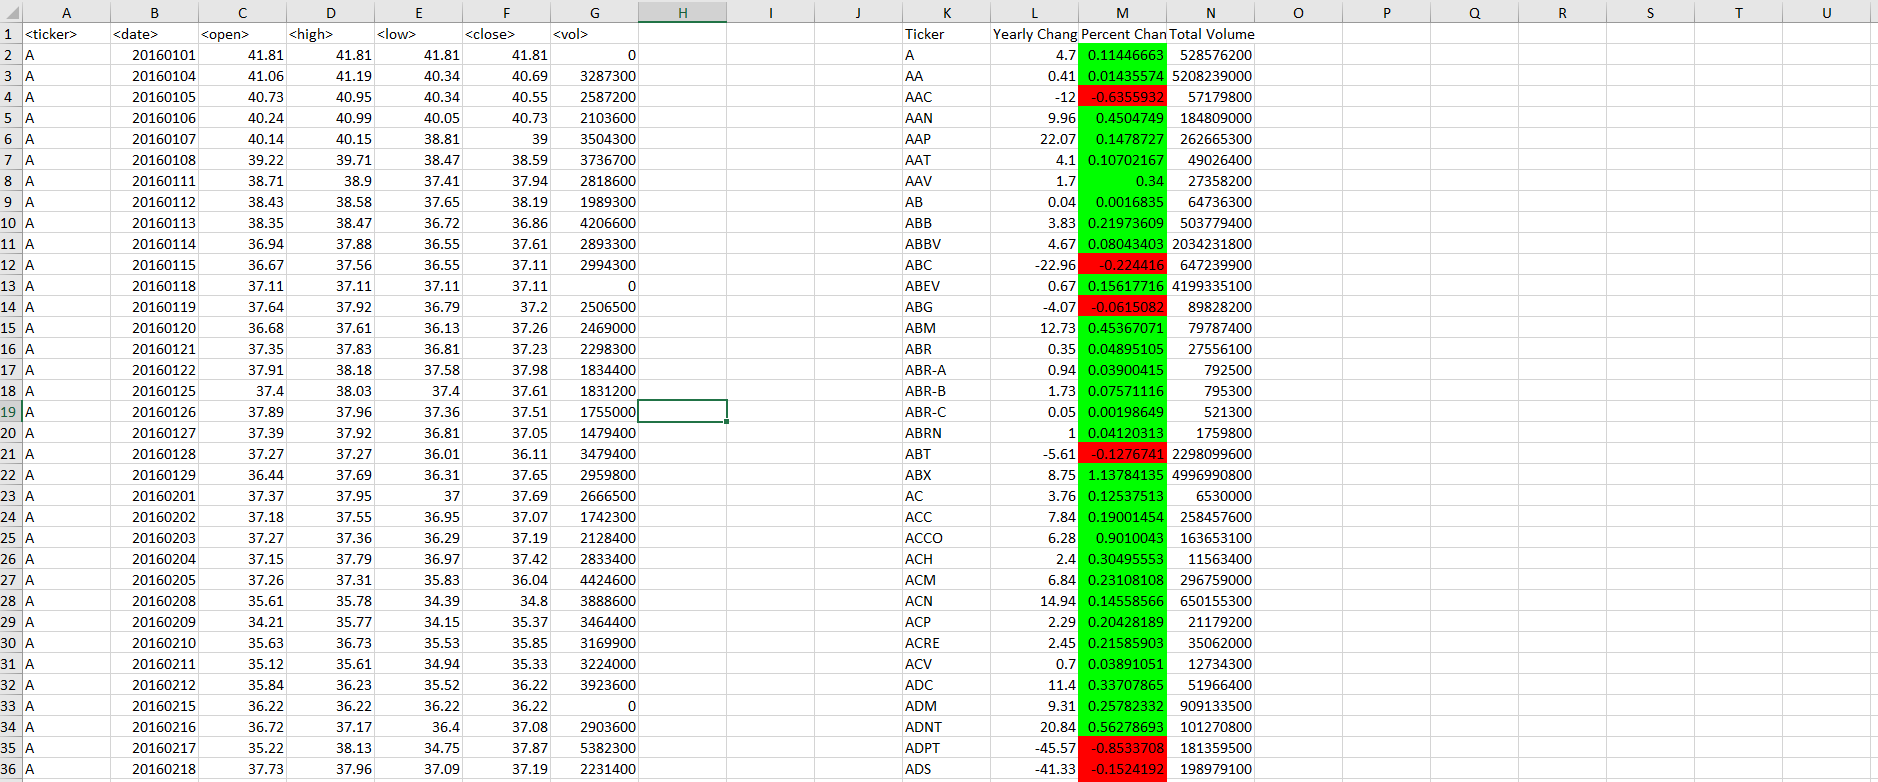 A B C D E F G H I J K L M N O P Q R S T U
1 <ticker> <date> <open> <high> <low> <close> <vol> Ticker Yearly Chang Percent Chan Total Volume
2 A 20160101 41.81 41.81 41.81 41.81 0 A 4.7 0.11446663 528576200
3 A 20160104 41.06 41.19 40.34 40.69 3287300 AA 0.41 0.01435574 5208239000
4 A 20160105 40.73 40.95 40.34 40.55 2587200 AAC -12 -0.6355932 57179800
5 A 20160106 40.24 40.99 40.05 40.73 2103600 AAN 9.96 0.4504749 184809000
6 A 20160107 40.14 40.15 38.81 39 3504300 AAP 22.07 0.1478727 262665300
7 A 20160108 39.22 39.71 38.47 38.59 3736700 AAT 4.1 0.10702167 49026400
8 A 20160111 38.71 38.9 37.41 37.94 2818600 AAV 1.7 0.34 27358200
9 A 20160112 38.43 38.58 37.65 38.19 1989300 AB 0.04 0.0016835 64736300
10 A 20160113 38.35 38.47 36.72 36.86 4206600 ABB 3.83 0.21973609 503779400
11 A 20160114 36.94 37.88 36.55 37.61 2893300 ABBV 4.67 0.08043403 2034231800
12 A 20160115 36.67 37.56 36.55 37.11 2994300 ABC -22.96 -0.224416 647239900
13 A 20160118 37.11 37.11 37.11 37.11 0 ABEV 0.67 0.15617716 4199335100
14 A 20160119 37.64 37.92 36.79 37.2 2506500 ABG -4.07 -0.0615082 89828200
15 A 20160120 36.68 37.61 36.13 37.26 2469000 ABM 12.73 0.45367071 79787400
16 A 20160121 37.35 37.83 36.81 37.23 2298300 ABR 0.35 0.04895105 27556100
17 A 20160122 37.91 38.18 37.58 37.98 1834400 ABR-A 0.94 0.03900415 792500
18 A 20160125 37.4 38.03 37.4 37.61 1831200 ABR-B 1.73 0.07571116 795300
19 A 20160126 37.89 37.96 37.36 37.51 1755000 ABR-C 0.05 0.00198649 521300
20 A 20160127 37.39 37.92 36.81 37.05 1479400 ABRN 1 0.04120313 1759800
21 A 20160128 37.27 37.27 36.01 36.11 3479400 ABT -5.61 -0.1276741 2298099600
22 A 20160129 36.44 37.69 36.31 37.65 2959800 ABX 8.75 1.13784135 4996990800
23 A 20160201 37.37 37.95 37 37.69 2666500 AC 3.76 0.12537513 6530000
24 A 20160202 37.18 37.55 36.95 37.07 1742300 ACC 7.84 0.19001454 258457600
25 A 20160203 37.27 37.36 36.29 37.19 2128400 ACCO 6.28 0.9010043 163653100
26 A 20160204 37.15 37.79 36.97 37.42 2833400 ACH 2.4 0.30495553 11563400
27 A 20160205 37.26 37.31 35.83 36.04 4424600 ACM 6.84 0.23108108 296759000
28 A 20160208 35.61 35.78 34.39 34.8 3888600 ACN 14.94 0.14558566 650155300
29 A 20160209 34.21 35.77 34.15 35.37 3464400 ACP 2.29 0.20428189 21179200
30 A 20160210 35.63 36.73 35.53 35.85 3169900 ACRE 2.45 0.21585903 35062000
31 A 20160211 35.12 35.61 34.94 35.33 3224000 ACV 0.7 0.03891051 12734300
32 A 20160212 35.84 36.23 35.52 36.22 3923600 ADC 11.4 0.33707865 51966400
33 A 20160215 36.22 36.22 36.22 36.22 0 ADM 9.31 0.25782332 909133500
34 A 20160216 36.72 37.17 36.4 37.08 2903600 ADNT 20.84 0.56278693 101270800
35 A 20160217 35.22 38.13 34.75 37.87 5382300 ADPT -45.57 -0.8533708 181359500
36 A 20160218 37.73 37.96 37.09 37.19 2231400 ADS -41.33 -0.1524192 198979100